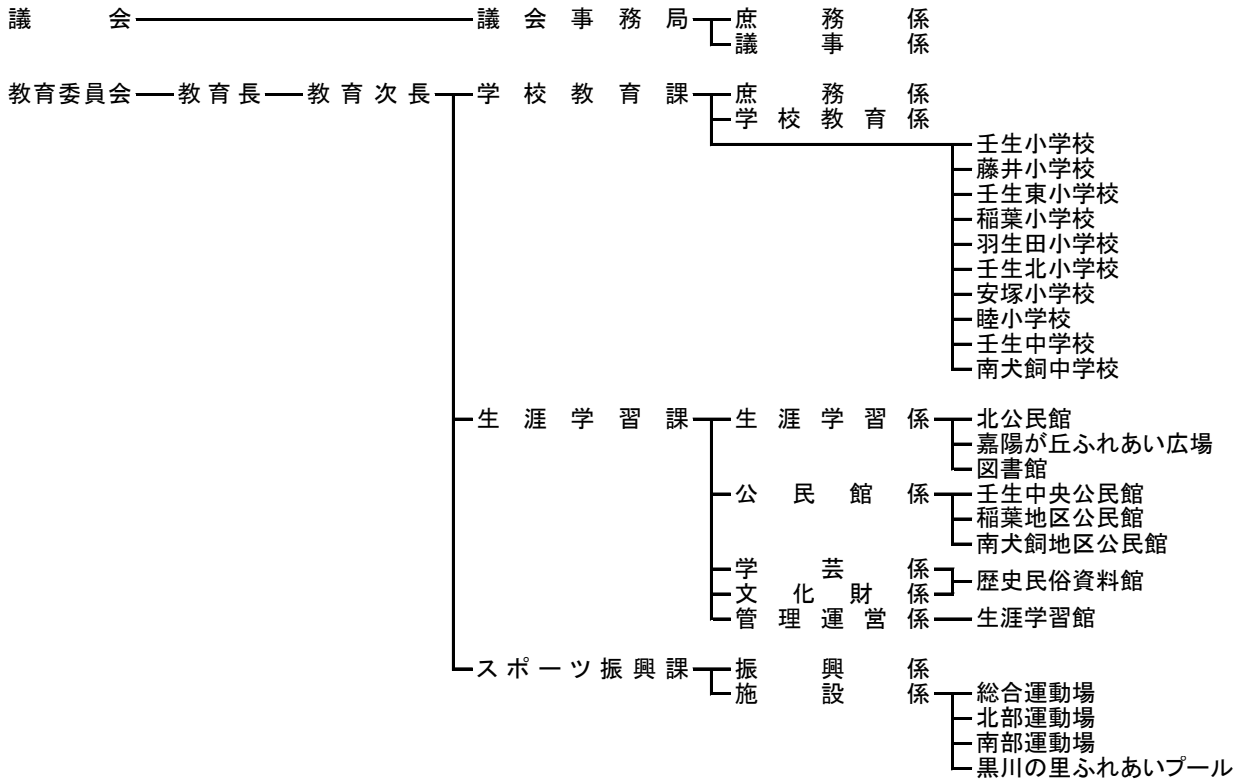 議会 議会事務局 庶務係
議事係
教育委員会 教育長 教育次長 学校教育課 庶務係
学校教育係
壬生小学校
藤井小学校
壬生東小学校
稲葉小学校
羽生田小学校
壬生北小学校
安塚小学校
睦小学校
壬生中学校
南犬飼中学校
生涯学習課 生涯学習係 北公民館
嘉陽が丘ふれあい広場
図書館
公民館係 壬生中央公民館
稲葉地区公民館
南犬飼地区公民館
学芸係
歴史民俗資料館
文化財係
管理運営係 生涯学習館
スポーツ振興課 振興係
施設係 総合運動場
北部運動場
南部運動場
黒川の里ふれあいプール